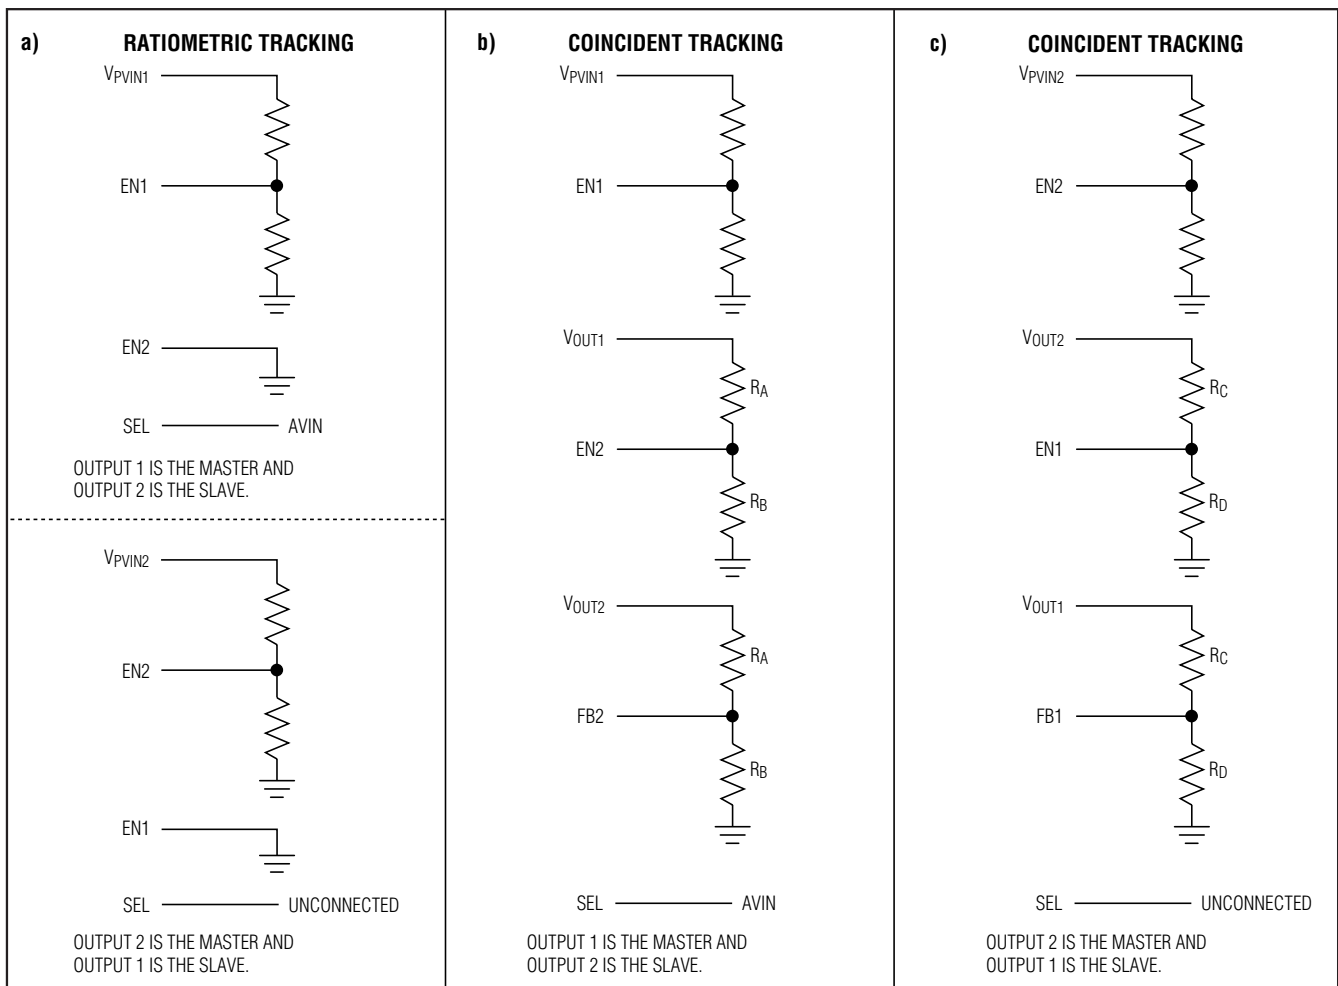 a) RATIOMETRIC TRACKING
VPVIN1
EN1
EN2
SEL AVIN
OUTPUT 1 IS THE MASTER AND
OUTPUT 2 IS THE SLAVE.
VPVIN2
EN2
EN1
SEL UNCONNECTED
OUTPUT 2 IS THE MASTER AND
OUTPUT 1 IS THE SLAVE.
b) COINCIDENT TRACKING
VPVIN1
EN1
VOUT1
RA
EN2
RB
VOUT2
RA
FB2
RB
SEL AVIN
OUTPUT 1 IS THE MASTER AND
OUTPUT 2 IS THE SLAVE.
c) COINCIDENT TRACKING
VPVIN2
EN2
VOUT2
RC
EN1
RD
VOUT1
RC
FB1
RD
SEL UNCONNECTED
OUTPUT 2 IS THE MASTER AND
OUTPUT 1 IS THE SLAVE.